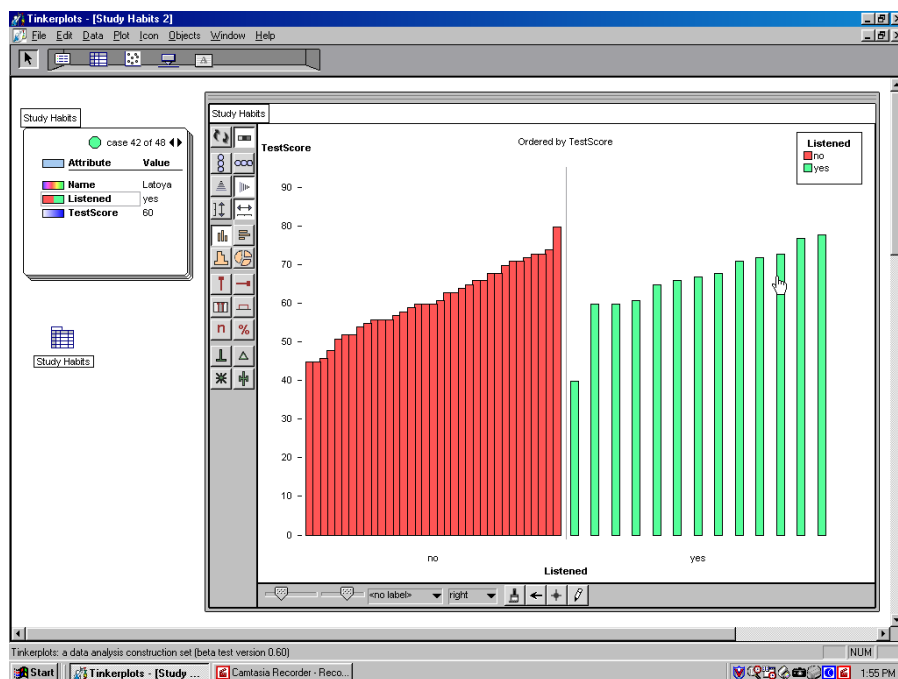 Tinkerplots - [Study Habits 2]
File Edit Data Plot Icon Objects Window Help
A
Study Habits
case 42 of 48
Attribute Value
Name Latoya
Listened yes
TestScore 60
Study Habits
Study Habits
n %
TestScore
Ordered by TestScore
Listened
no
yes
90
80
70
60
50
40
30
20
10
0
no yes
Listened
<no label> right
Tinkerplots: a data analysis construction set (beta test version 0.60)
NUM
Start Tinkerplots - [Study ... Camtasia Recorder - Reco... 1:55 PM